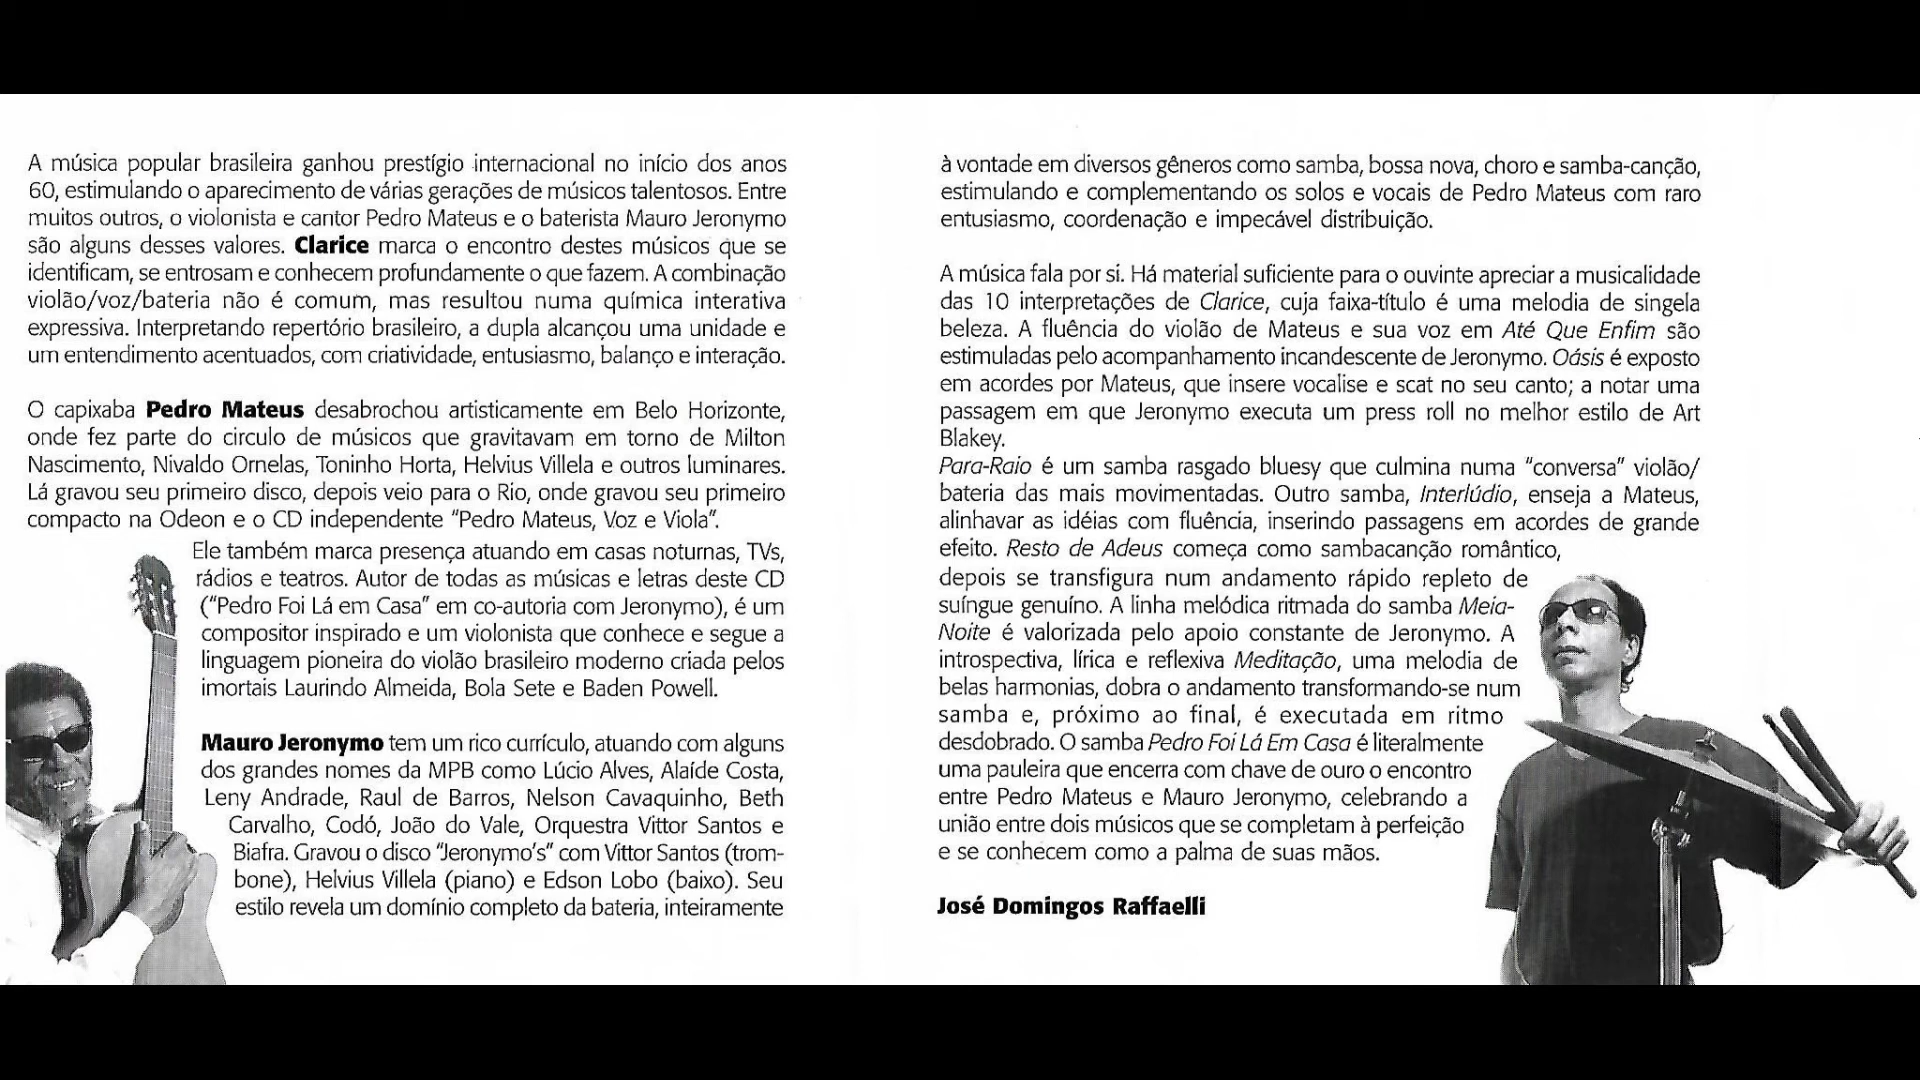 A música popular brasileira ganhou prestígio internacional no início dos anos
60, estimulando o aparecimento de várias gerações de músicos talentosos. Entre
muitos outros, o violonista e cantor Pedro Mateus e o baterista Mauro Jeronymo
são alguns desses valores. Clarice marca o encontro destes músicos que se
identificam, se entrosam e conhecem profundamente o que fazem. A combinação
violão/voz/bateria não é comum, mas resultou numa química interativa
expressiva. Interpretando repertório brasileiro, a dupla alcançou uma unidade e
um entendimento acentuados, com criatividade, entusiasmo, balanço e interação.
O capixaba Pedro Mateus desabrochou artisticamente em Belo Horizonte,
onde fez parte do circulo de músicos que gravitavam em torno de Milton
Nascimento, Nivaldo Ornelas, Toninho Horta, Helvius Villela e outros luminares.
Lá gravou seu primeiro disco, depois veio para o Rio, onde gravou seu primeiro
compacto na Odeon e o CD independente “Pedro Mateus, Voz e Viola”.
Ele também marca presença atuando em casas noturnas, TVs,
rádios e teatros. Autor de todas as músicas e letras deste CD
(“Pedro Foi Lá em Casa” em co-autoria com Jeronymo), é um
compositor inspirado e um violonista que conhece e segue a
linguagem pioneira do violão brasileiro moderno criada pelos
imortais Laurindo Almeida, Bola Sete e Baden Powell.
Mauro Jeronymo tem um rico currículo, atuando com alguns
dos grandes nomes da MPB como Lúcio Alves, Alaíde Costa,
Leny Andrade, Raul de Barros, Nelson Cavaquinho, Beth
Carvalho, Codó, João do Vale, Orquestra Vittor Santos e
Biafra. Gravou o disco “Jeronymo’s” com Vittor Santos (trom-
bone), Helvius Villela (piano) e Edson Lobo (baixo). Seu
estilo revela um domínio completo da bateria, inteiramente
à vontade em diversos gêneros como samba, bossa nova, choro e samba-canção,
estimulando e complementando os solos e vocais de Pedro Mateus com raro
entusiasmo, coordenação e impecável distribuição.
A música fala por si. Há material suficiente para o ouvinte apreciar a musicalidade
das 10 interpretações de Clarice, cuja faixa-título é uma melodia de singela
beleza. A fluência do violão de Mateus e sua voz em Até Que Enfim são
estimuladas pelo acompanhamento incandescente de Jeronymo. Oásis é exposto
em acordes por Mateus, que insere vocalise e scat no seu canto; a notar uma
passagem em que Jeronymo executa um press roll no melhor estilo de Art
Blakey.
Para-Raio é um samba rasgado bluesy que culmina numa “conversa” violão/
bateria das mais movimentadas. Outro samba, Interlúdio, enseja a Mateus,
alinhavar as idéias com fluência, inserindo passagens em acordes de grande
efeito. Resto de Adeus começa como sambacanção romântico,
depois se transfigura num andamento rápido repleto de
suíngue genuíno. A linha melódica ritmada do samba Meia-
Noite é valorizada pelo apoio constante de Jeronymo. A
introspectiva, lírica e reflexiva Meditação, uma melodia de
belas harmonias, dobra o andamento transformando-se num
samba e, próximo ao final, é executada em ritmo
desdobrado. O samba Pedro Foi Lá Em Casa é literalmente
uma pauleira que encerra com chave de ouro o encontro
entre Pedro Mateus e Mauro Jeronymo, celebrando a
união entre dois músicos que se completam à perfeição
e se conhecem como a palma de suas mãos.
José Domingos Raffaelli